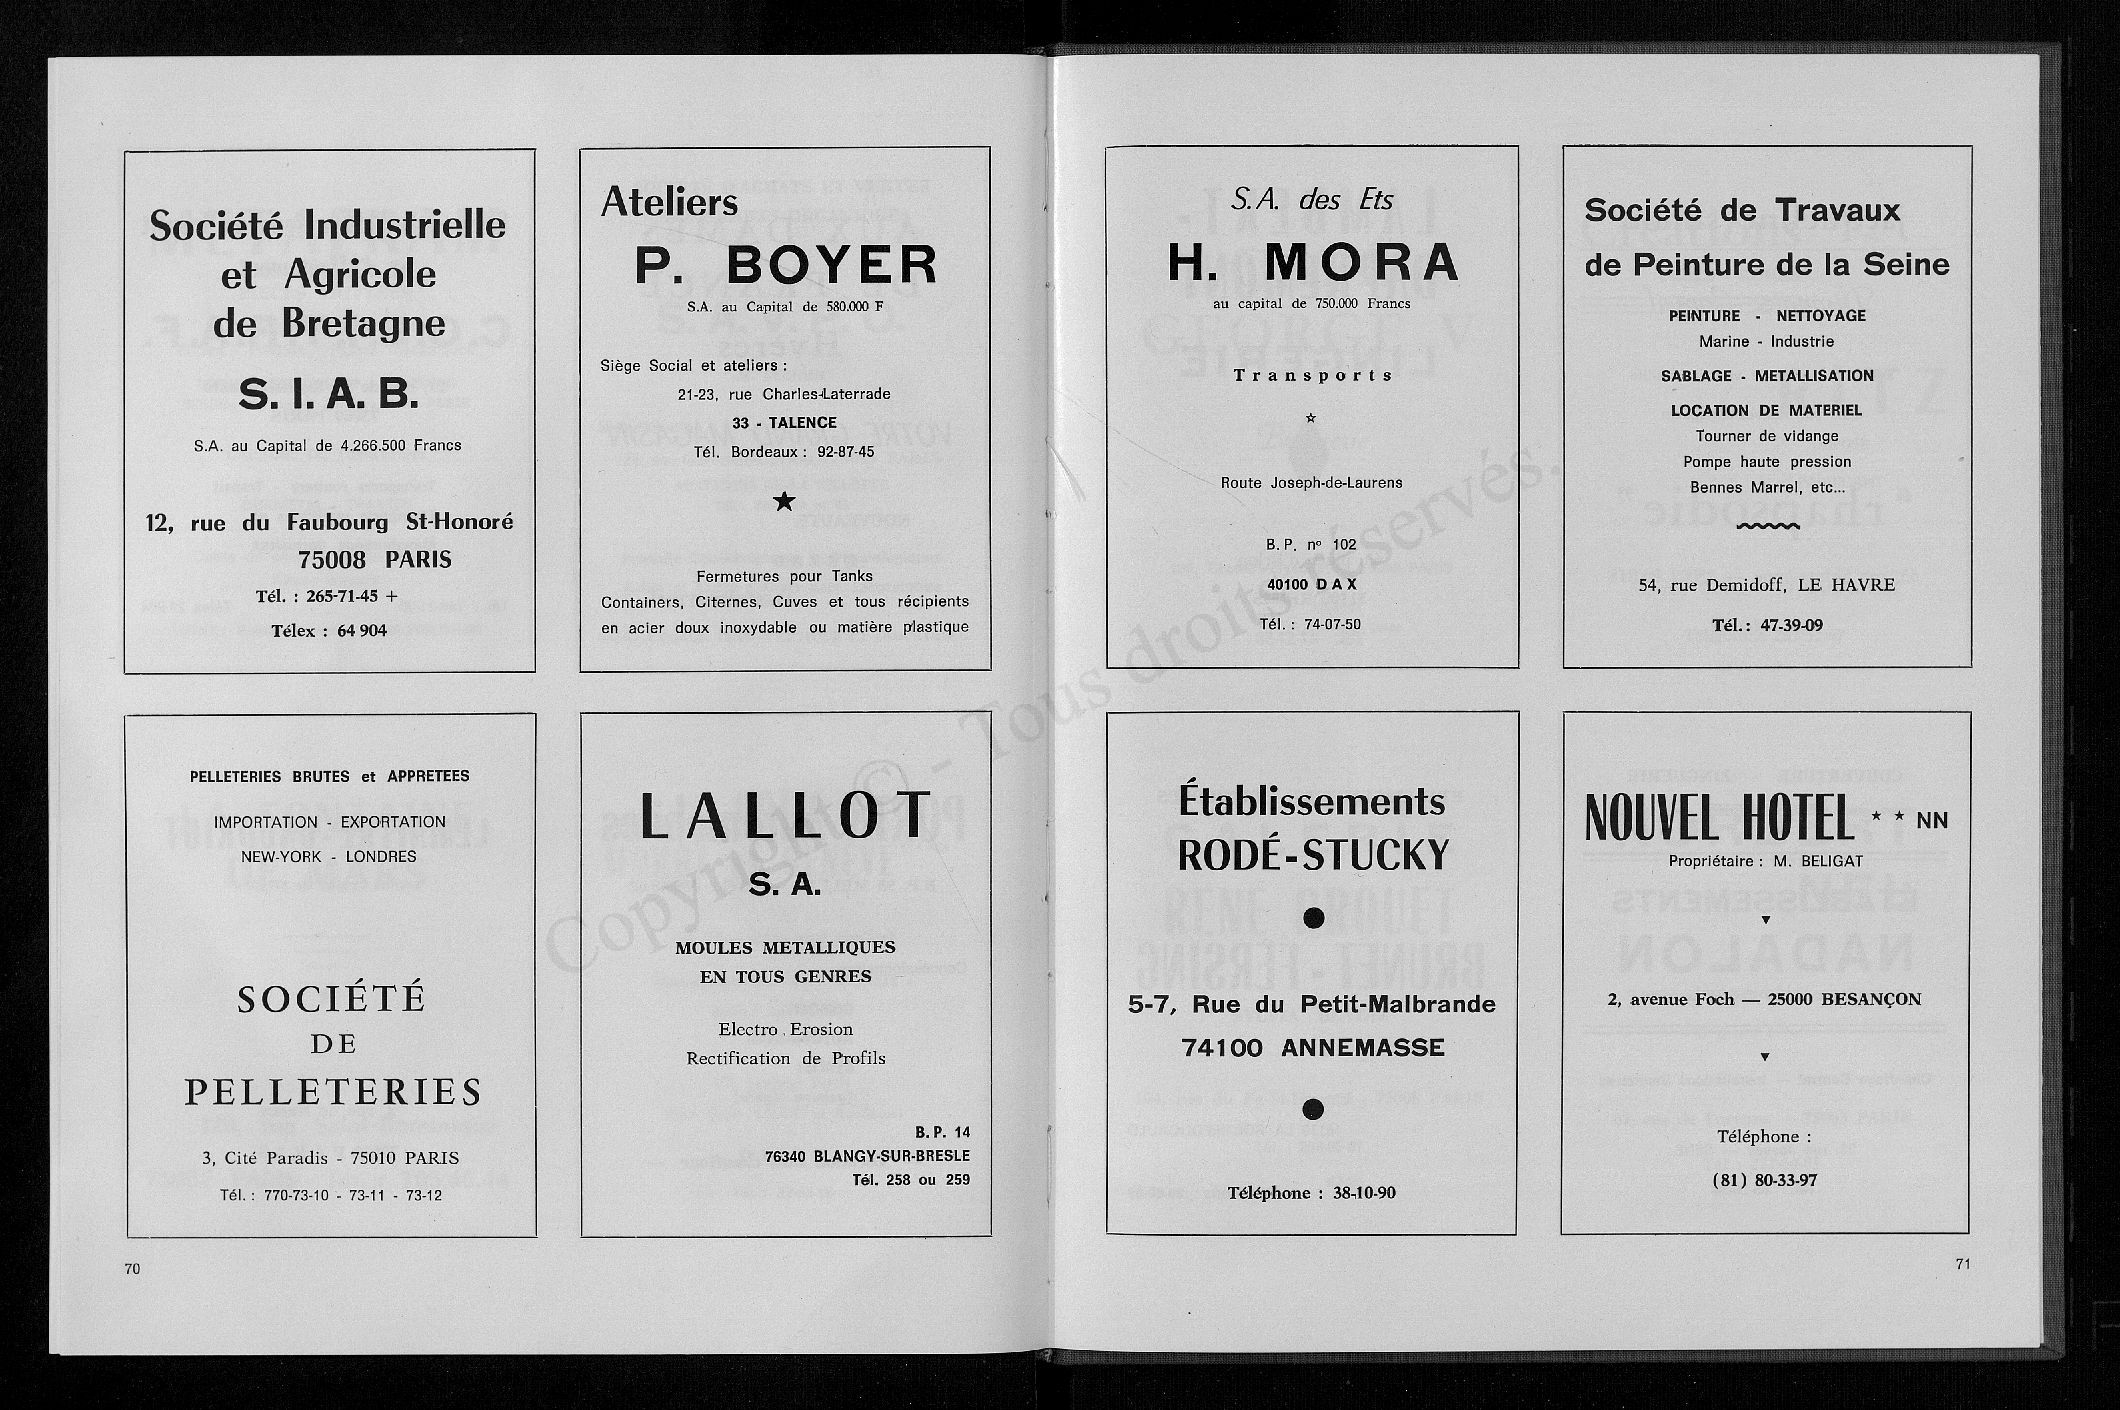 Société Industrielle
et Agricole
de Bretagne
S. I. A. B.
S.A. au Capital de 4.266.500 Francs
12, rue du Faubourg St-Honoré
75008 PARIS
Tél. : 265-71-45 +
Télex : 64 904
Ateliers
P. BOYER
S.A. au Capital de 580.000 F
Siège Social et ateliers :
21-23, rue Charles-Laterrade
33 - TALENCE
Tél. Bordeaux : 92-87-45
Fermetures pour Tanks
Containers, Citernes, Cuves et tous récipients
en acier doux inoxydable ou matière plastique
PELLETERIES BRUTES et APPRETEES
IMPORTATION - EXPORTATION
NEW-YORK - LONDRES
SOCIÉTÉ
DE
PELLETERIES
3, Cité Paradis - 75010 PARIS
Tél. : 770-73-10 - 73-11 - 73-12
LALLOT
S. A.
MOULES METALLIQUES
EN TOUS GENRES
Electro Erosion
Rectification de Profils
B. P. 14
76340 BLANGY-SUR-BRESLE
Tél. 258 ou 259
70
S.A. des Ets
H. MORA
au capital de 750.000 Francs
Transports
Route Joseph-de-Laurens
B. P. nº 102
40100 DAX
Tél. : 74-07-50
Société de Travaux
de Peinture de la Seine
PEINTURE - NETTOYAGE
Marine - Industrie
SABLAGE - METALLISATION
LOCATION DE MATERIEL
Tourner de vidange
Pompe haute pression
Bennes Marrel, etc...
54, rue Demidoff, LE HAVRE
Tél. : 47-39-09
Établissements
RODÉ-STUCKY
5-7, Rue du Petit-Malbrande
74100 ANNEMASSE
Téléphone : 38-10-90
NOUVEL HOTEL * * NN
Propriétaire : M. BELIGAT
2, avenue Foch — 25000 BESANÇON
Téléphone :
(81) 80-33-97
71
Copyright © - Tous droits réservés.